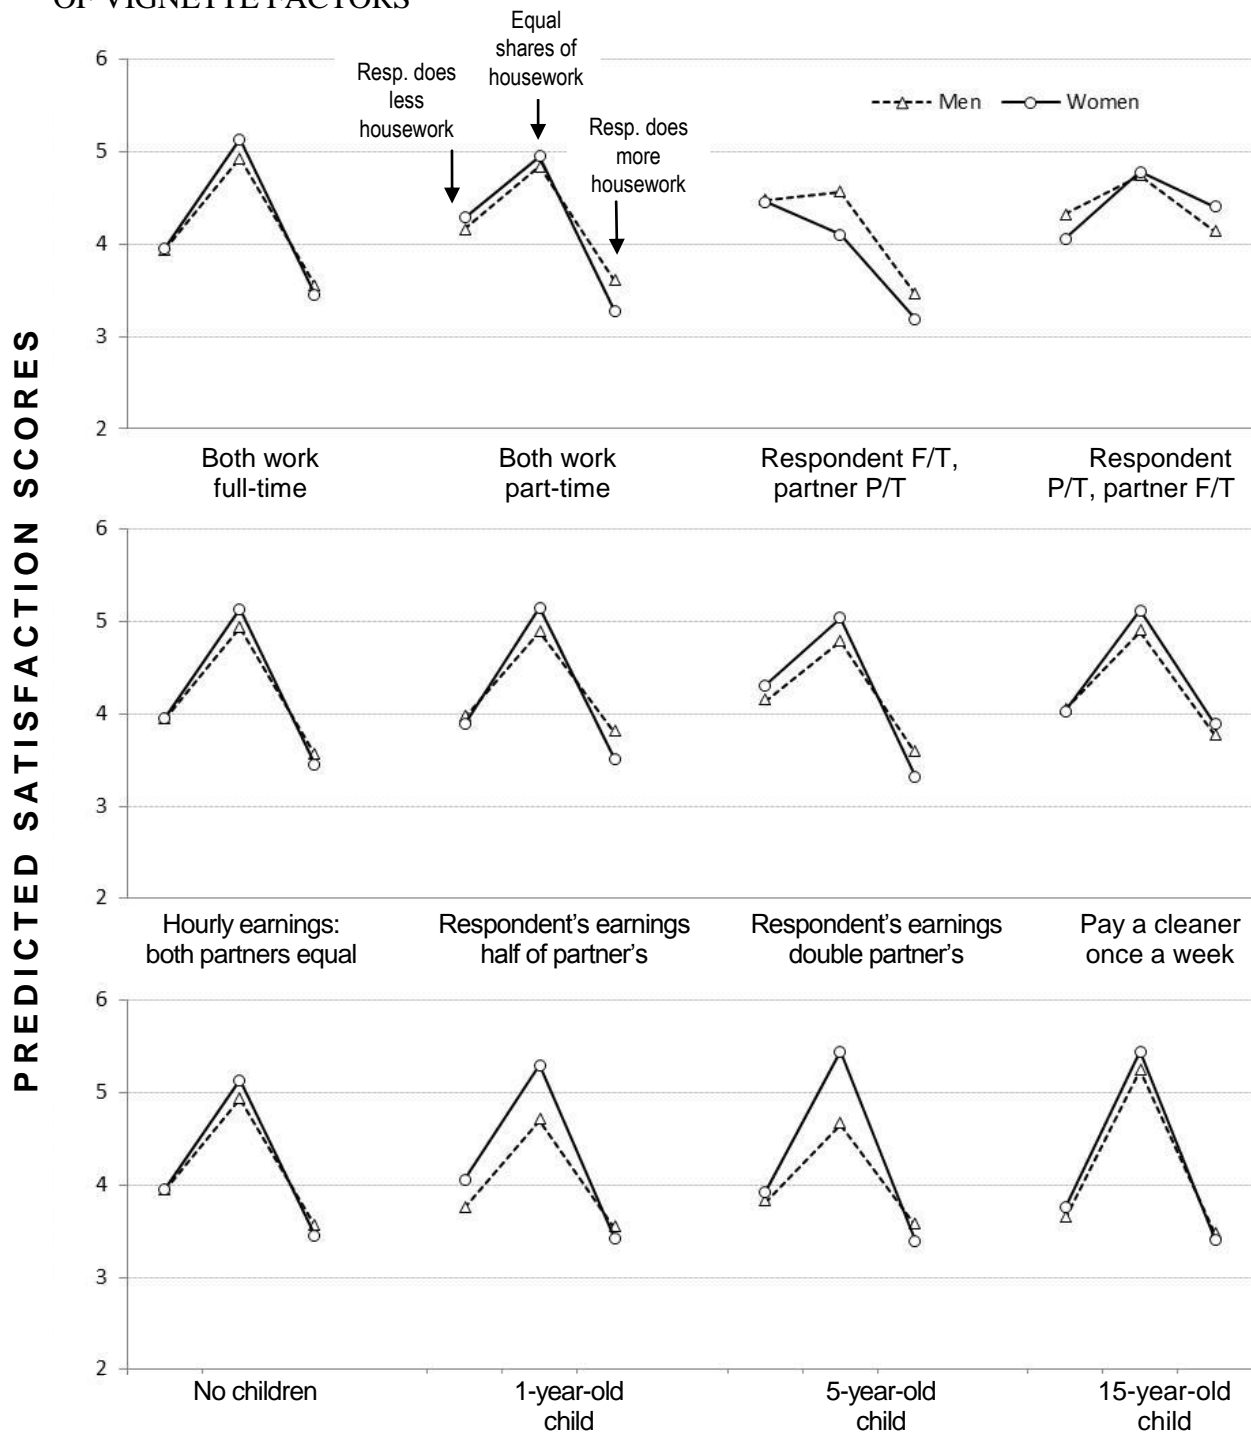 OF VIGNETTE FACTORS
PREDICTED SATISFACTION SCORES
Resp. does
less
housework
Equal
shares of
housework
Resp. does
more
housework
Men
Women
6
5
4
3
2
Both work
full-time
Both work
part-time
Respondent F/T,
partner P/T
Respondent
P/T, partner F/T
6
5
4
3
2
Hourly earnings:
both partners equal
Respondent’s earnings
half of partner’s
Respondent’s earnings
double partner’s
Pay a cleaner
once a week
6
5
4
3
2
No children
1-year-old
child
5-year-old
child
15-year-old
child